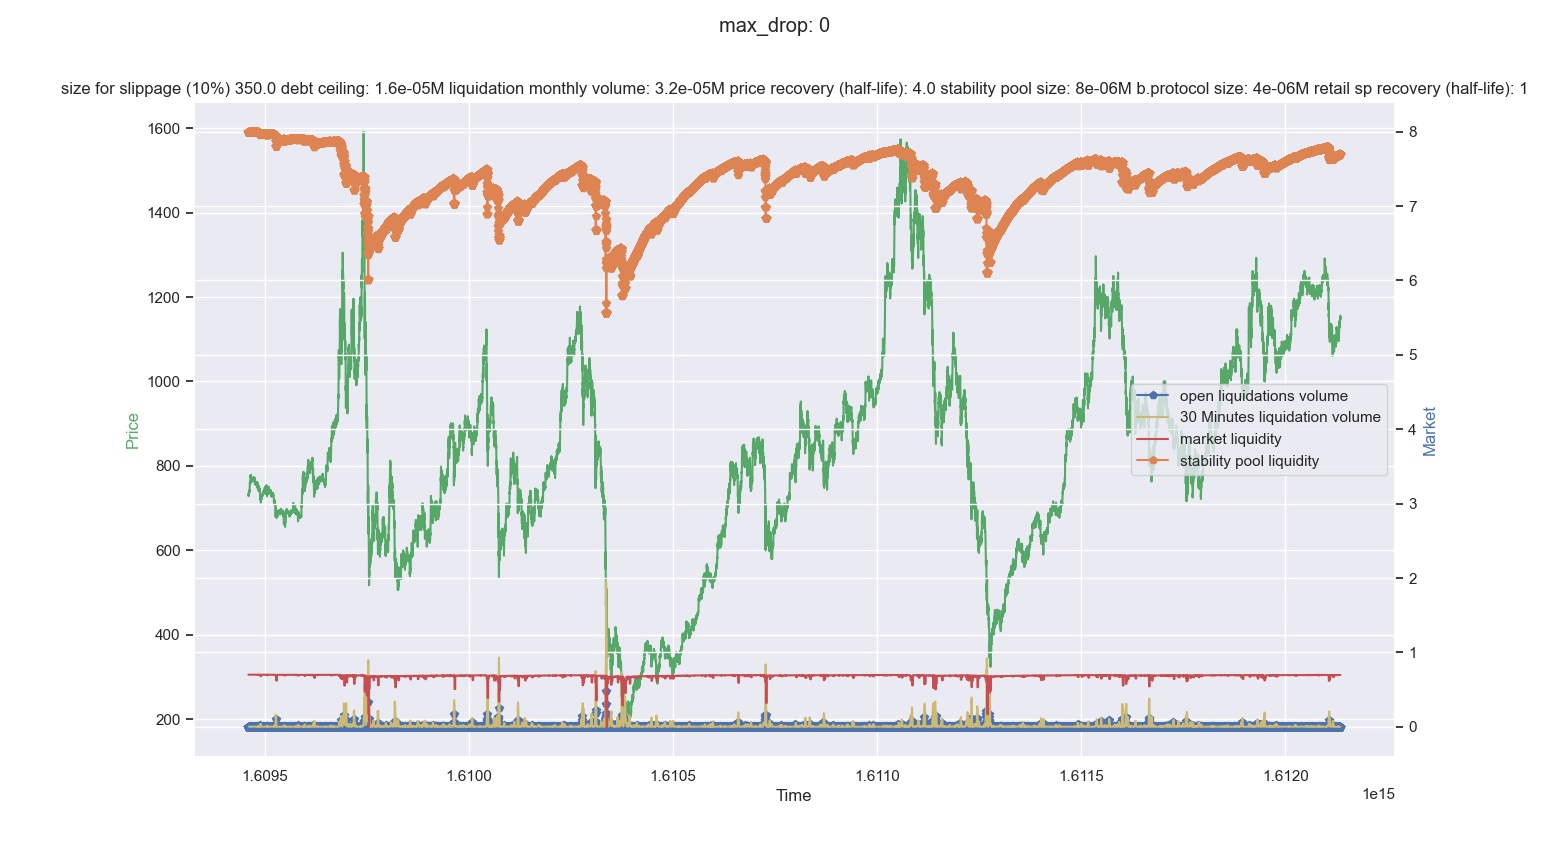 max_drop: 0
size for slippage (10%) 350.0 debt ceiling: 1.6e-05M liquidation monthly volume: 3.2e-05M price recovery (half-life): 4.0 stability pool size: 8e-06M b.protocol size: 4e-06M retail sp recovery (half-life): 1
1600
1400
1200
1000
800
600
400
200
Price
8
7
6
5
4
3
2
1
0
Market
open liquidations volume
30 Minutes liquidation volume
market liquidity
stability pool liquidity
1.6095
1.6100
1.6105
1.6110
1.6115
1.6120
Time
1e15